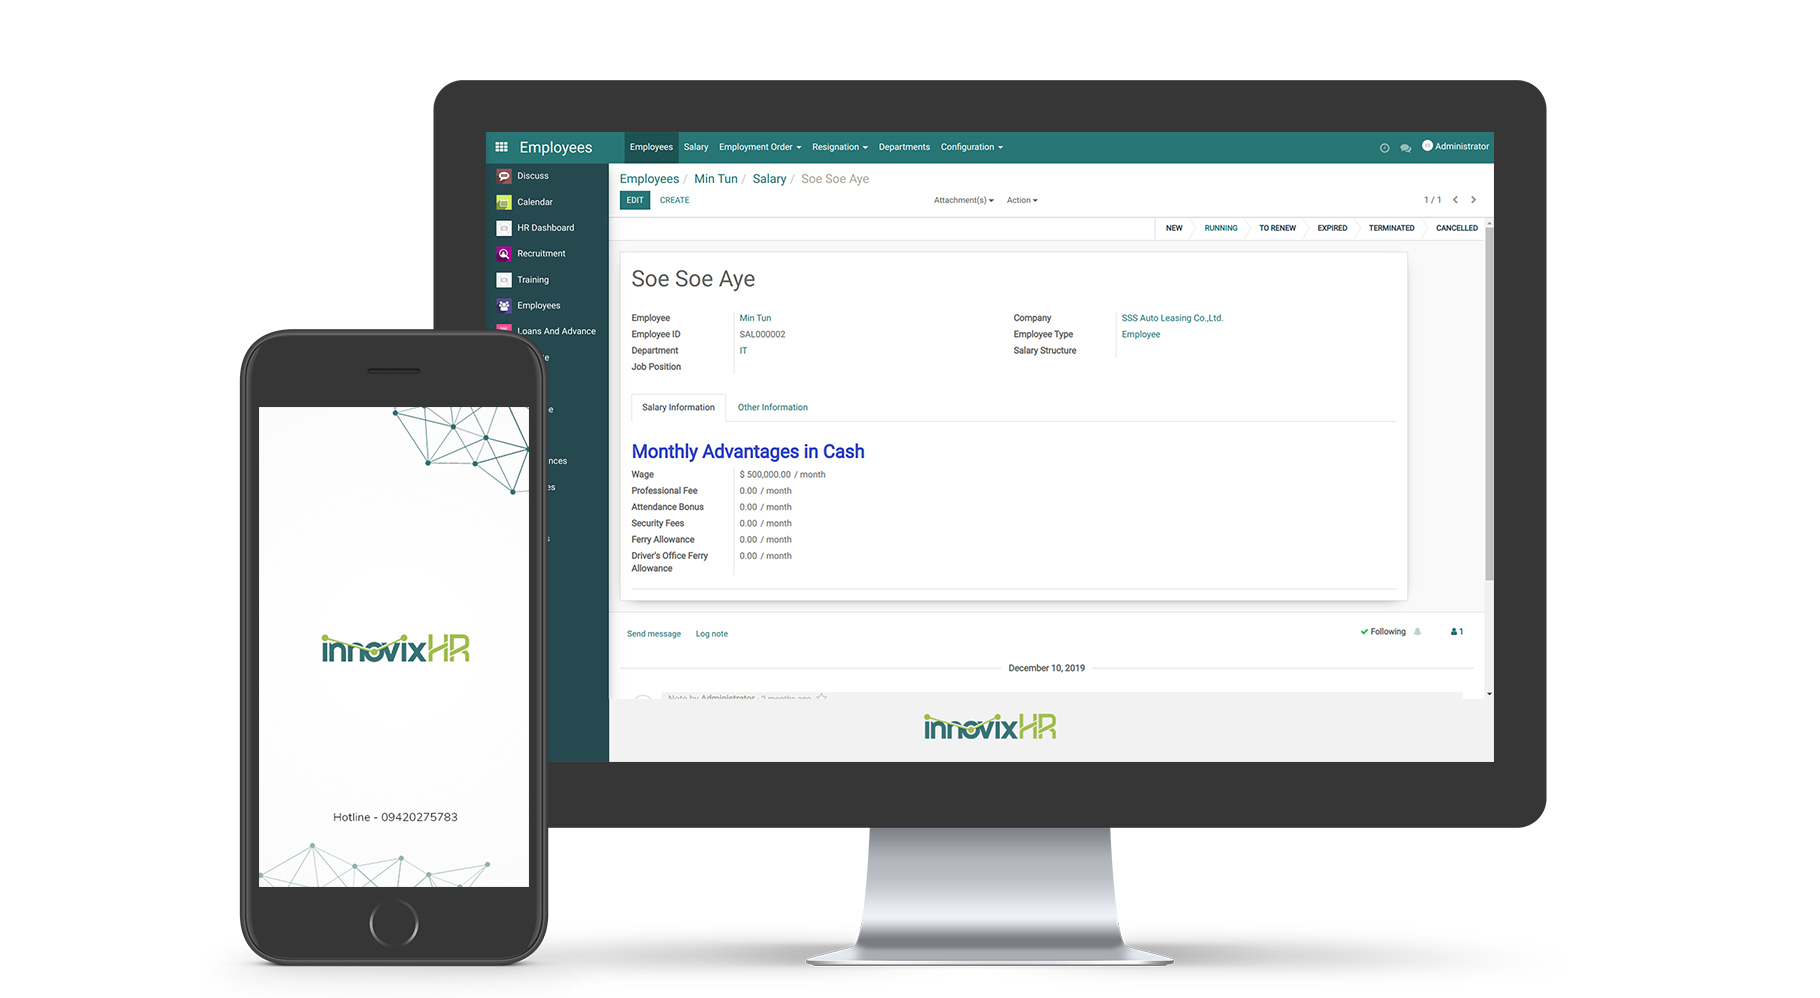 Employees
Employees Salary Employment Order Resignation Departments Configuration
Administrator
Discuss
Calendar
HR Dashboard
Recruitment
Training
Employees
Loans And Advance
Employees / Min Tun / Salary / Soe Soe Aye
EDIT CREATE
Attachment(s) Action
1 / 1
NEW RUNNING TO RENEW EXPIRED TERMINATED CANCELLED
Soe Soe Aye
Employee Min Tun
Employee ID SAL000002
Department IT
Job Position
Company SSS Auto Leasing Co.,Ltd.
Employee Type Employee
Salary Structure
Salary Information Other Information
Monthly Advantages in Cash
Wage $ 500,000.00 / month
Professional Fee 0.00 / month
Attendance Bonus 0.00 / month
Security Fees 0.00 / month
Ferry Allowance 0.00 / month
Driver's Office Ferry 0.00 / month
Allowance
Send message Log note
Following
1
December 10, 2019
Note by Administrator - 2 months ago
innovixHR
innovixHR
Hotline - 09420275783